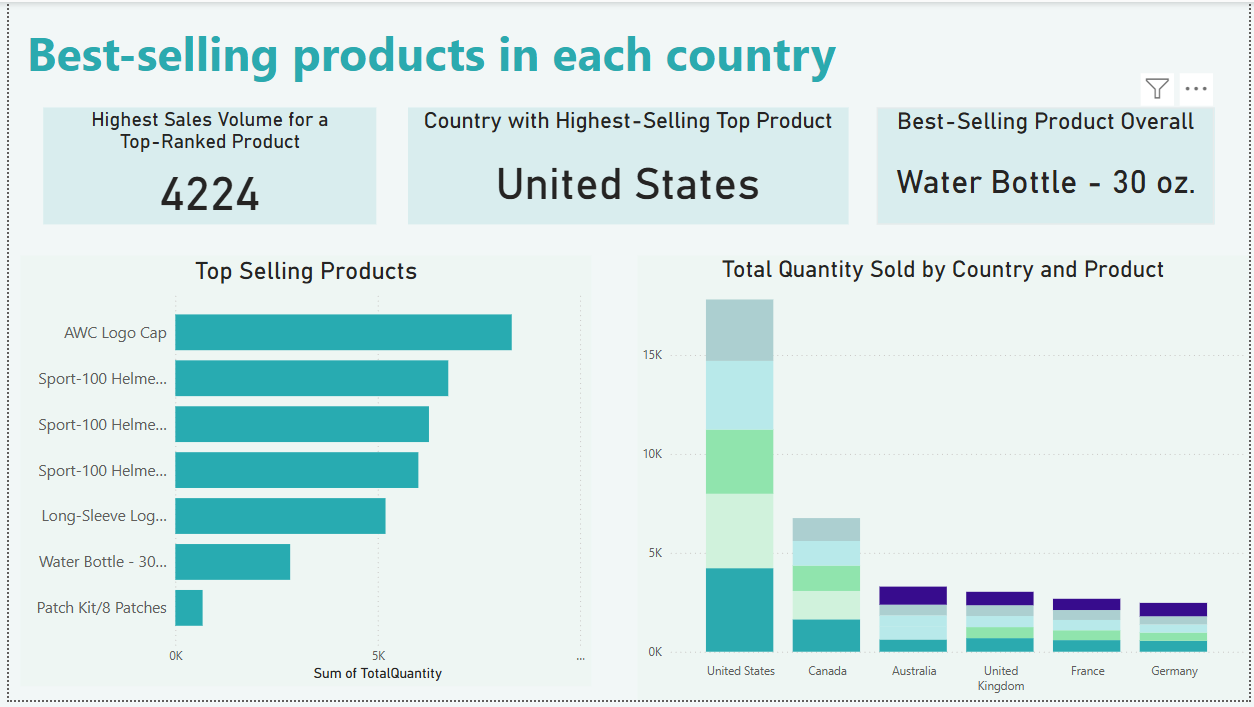 Best-selling products in each country
Highest Sales Volume for a
Top-Ranked Product
4224
Country with Highest-Selling Top Product
United States
Best-Selling Product Overall
Water Bottle - 30 oz.
Top Selling Products
AWC Logo Cap
Sport-100 Helme...
Sport-100 Helme...
Sport-100 Helme...
Long-Sleeve Log...
Water Bottle - 30...
Patch Kit/8 Patches
0K
5K
...
Sum of TotalQuantity
Total Quantity Sold by Country and Product
15K
10K
5K
0K
United States
Canada
Australia
United
Kingdom
France
Germany